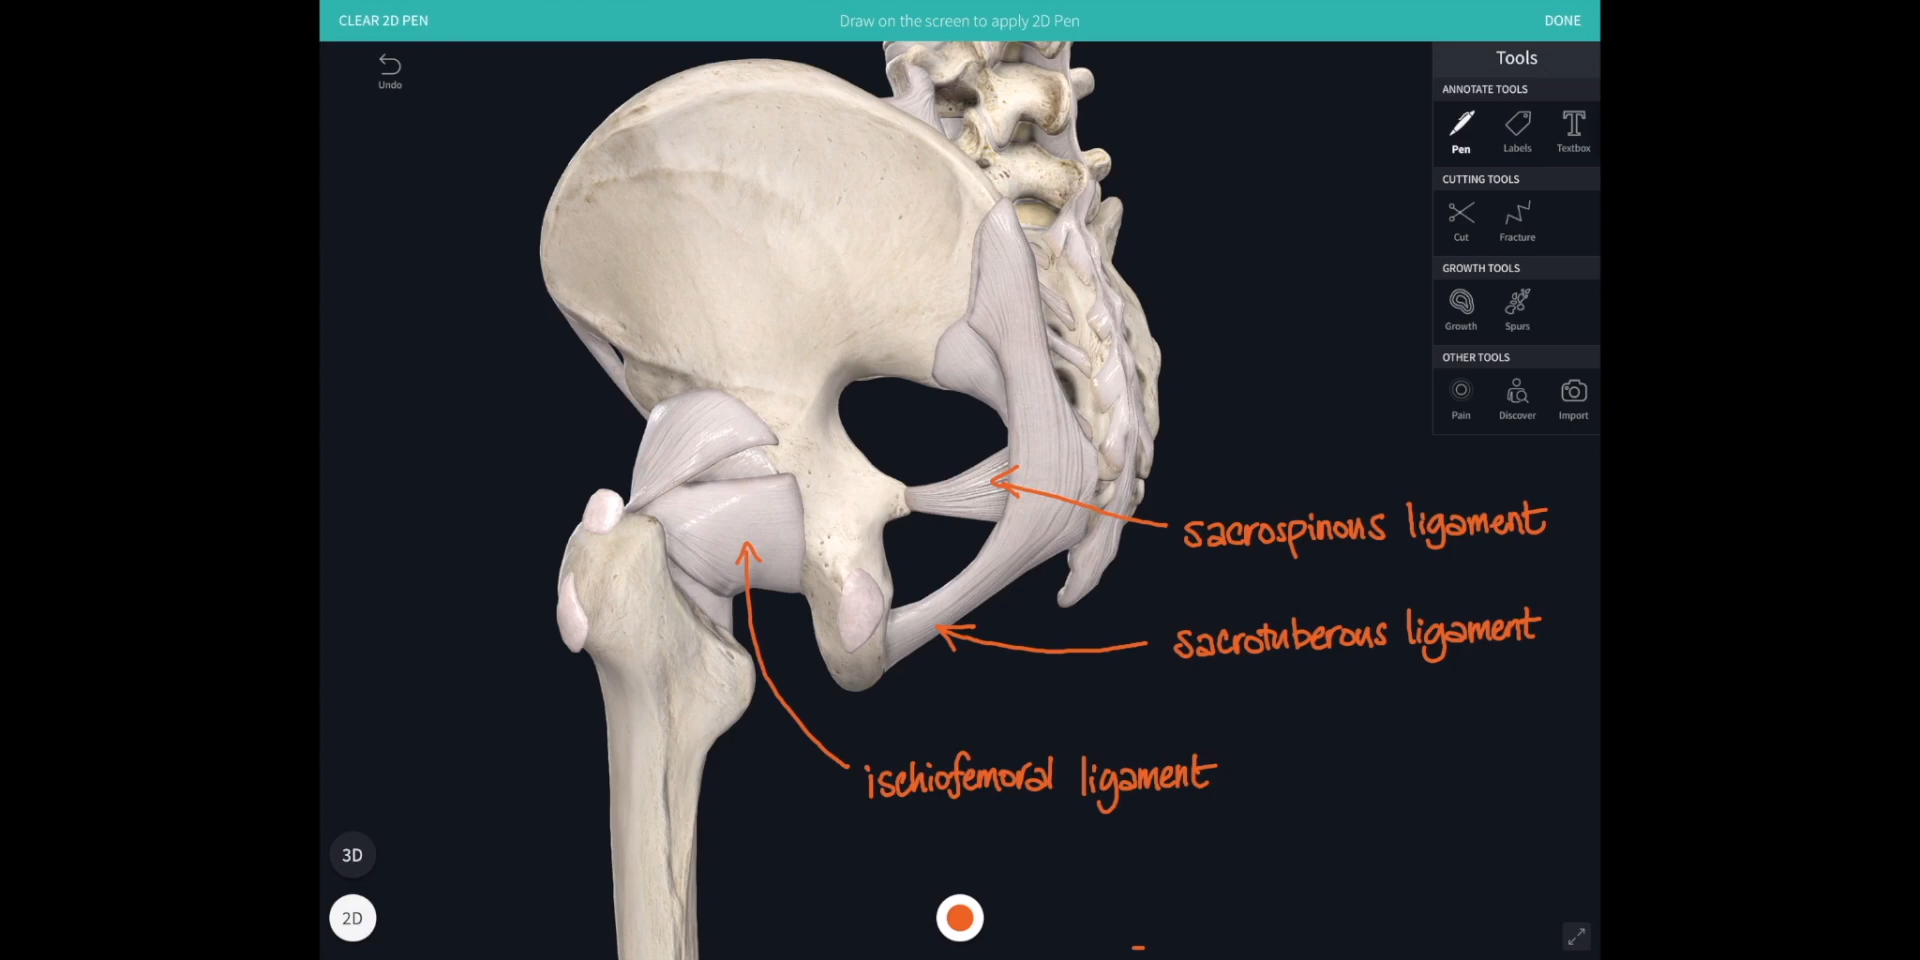 CLEAR 2D PEN
Draw on the screen to apply 2D Pen
DONE
Undo
Tools
ANNOTATE TOOLS
Pen
Labels
Textbox
CUTTING TOOLS
Cut
Fracture
GROWTH TOOLS
Growth
Spurs
OTHER TOOLS
Pain
Discover
Import
sacrospinous ligament
sacrotuberous ligament
ischiofemoral ligament
3D
2D